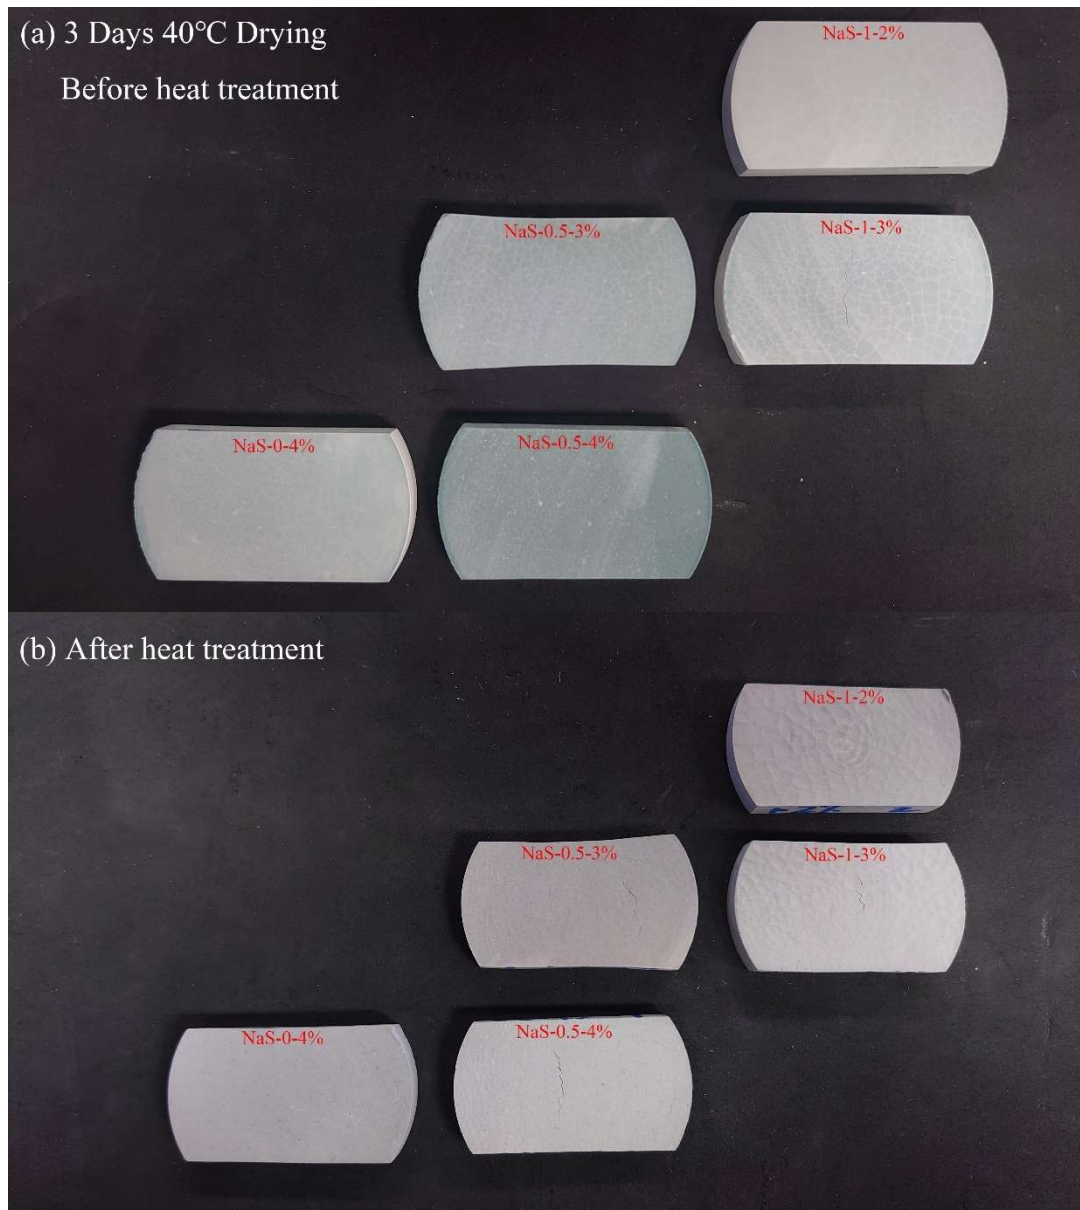 (a) 3 Days 40℃ Drying
Before heat treatment
NaS-1-2%
NaS-0.5-3%
NaS-1-3%
NaS-0-4%
NaS-0.5-4%
(b) After heat treatment
NaS-1-2%
NaS-0.5-3%
NaS-1-3%
NaS-0-4%
NaS-0.5-4%